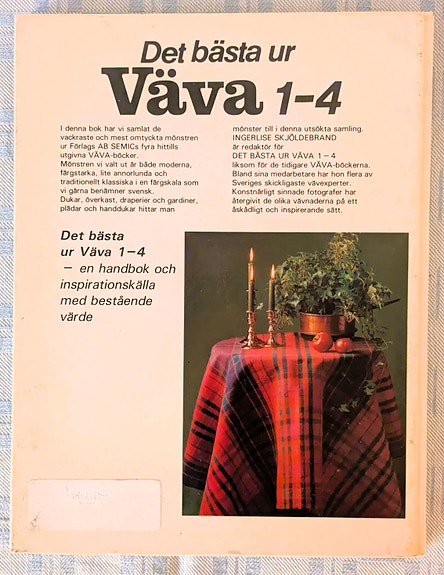 Det bästa ur
Väva 1-4
I denna bok har vi samlat de
vackraste och mest omtyckta mönstren
ur Förlags AB SEMICs fyra hittills
utgivna VÄVA-böcker.
Mönstren vi valt ut är både moderna,
färgstarka, lite annorlunda och
traditionellt klassiska i en färgskala som
vi gärna benämner svensk.
Dukar, överkast, draperier och gardiner,
plädar och handdukar hittar man
mönster till i denna utsökta samling.
INGERLISE SKJÖLDEBRAND
är redaktör för
DET BÄSTA UR VÄVA 1–4
liksom för de tidigare VÄVA-böckerna.
Bland sina medarbetare har hon flera av
Sveriges skickligaste vävexperter.
Konstnärligt sinnade fotografer har
återgivit de olika vävnaderna på ett
åskådligt och inspirerande sätt.
Det bästa
ur Väva 1–4
– en handbok och
inspirationskälla
med bestående
värde